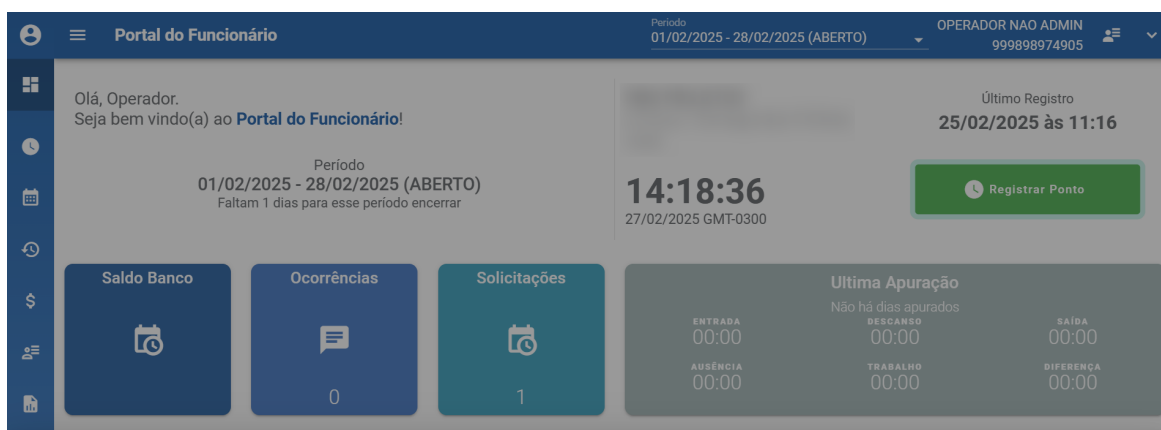 Portal do Funcionário
Período
01/02/2025 - 28/02/2025 (ABERTO)
OPERADOR NAO ADMIN
999898974905
Olá, Operador.
Seja bem vindo(a) ao Portal do Funcionário!
Período
01/02/2025 - 28/02/2025 (ABERTO)
Faltam 1 dias para esse período encerrar
14:18:36
27/02/2025 GMT-0300
Último Registro
25/02/2025 às 11:16
Registrar Ponto
Saldo Banco
Ocorrências
0
Solicitações
1
Ultima Apuração
Não há dias apurados
ENTRADA DESCANSO SAÍDA
00:00 00:00 00:00
AUSÊNCIA TRABALHO DIFERENÇA
00:00 00:00 00:00